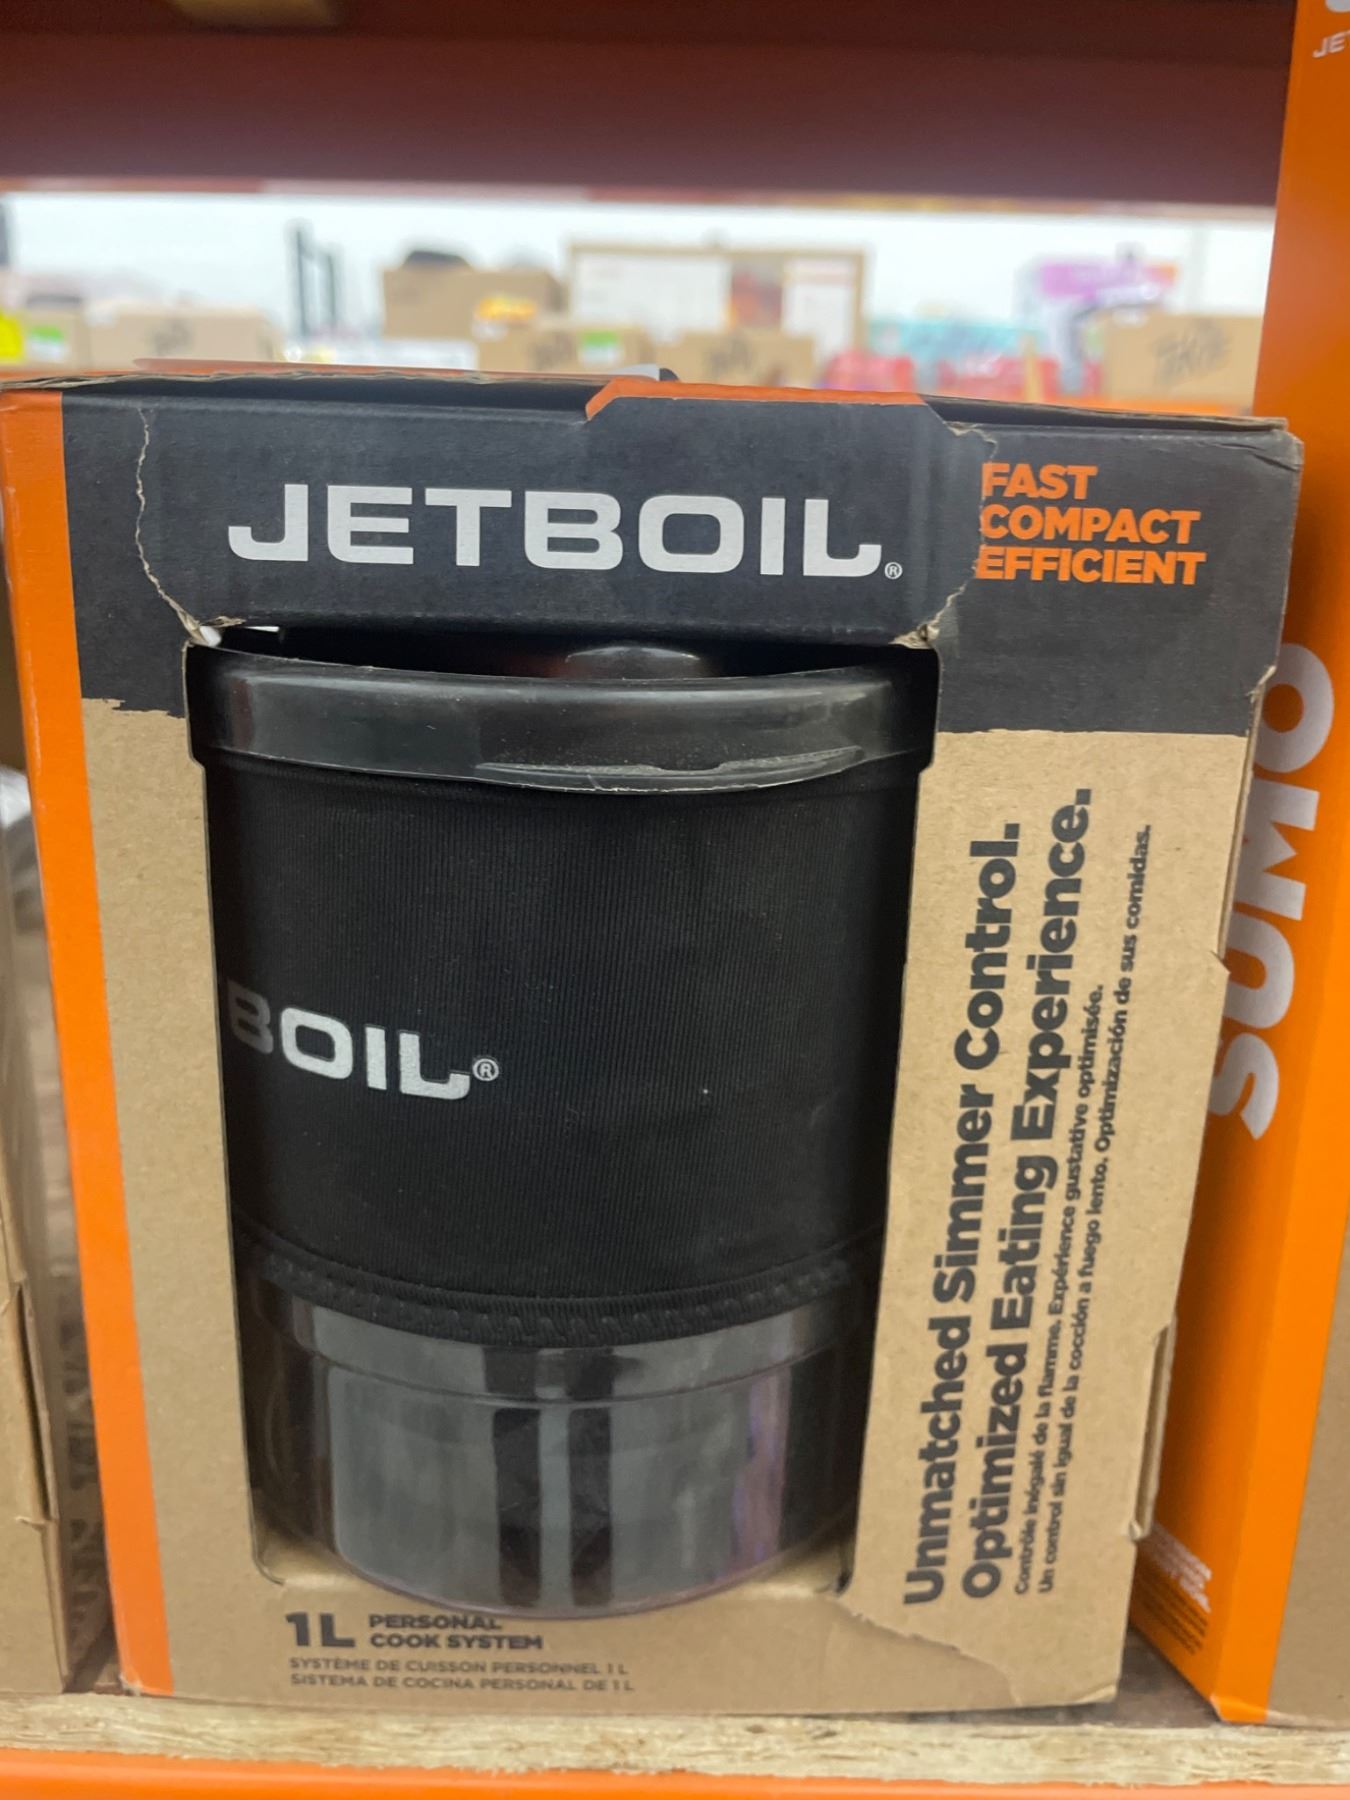 JETBOIL®
FAST
COMPACT
EFFICIENT
BOIL®
Unmatched Simmer Control.
Optimized Eating Experience.
Contrôle inégalé de la flamme. Expérience gustative optimisée.
Un control sin igual de la cocción a fuego lento. Optimización de sus comidas.
1L PERSONAL
COOK SYSTEM
SYSTÈME DE CUISSON PERSONNEL 1 L
SISTEMA DE COCINA PERSONAL DE 1 L
JE
SUMO